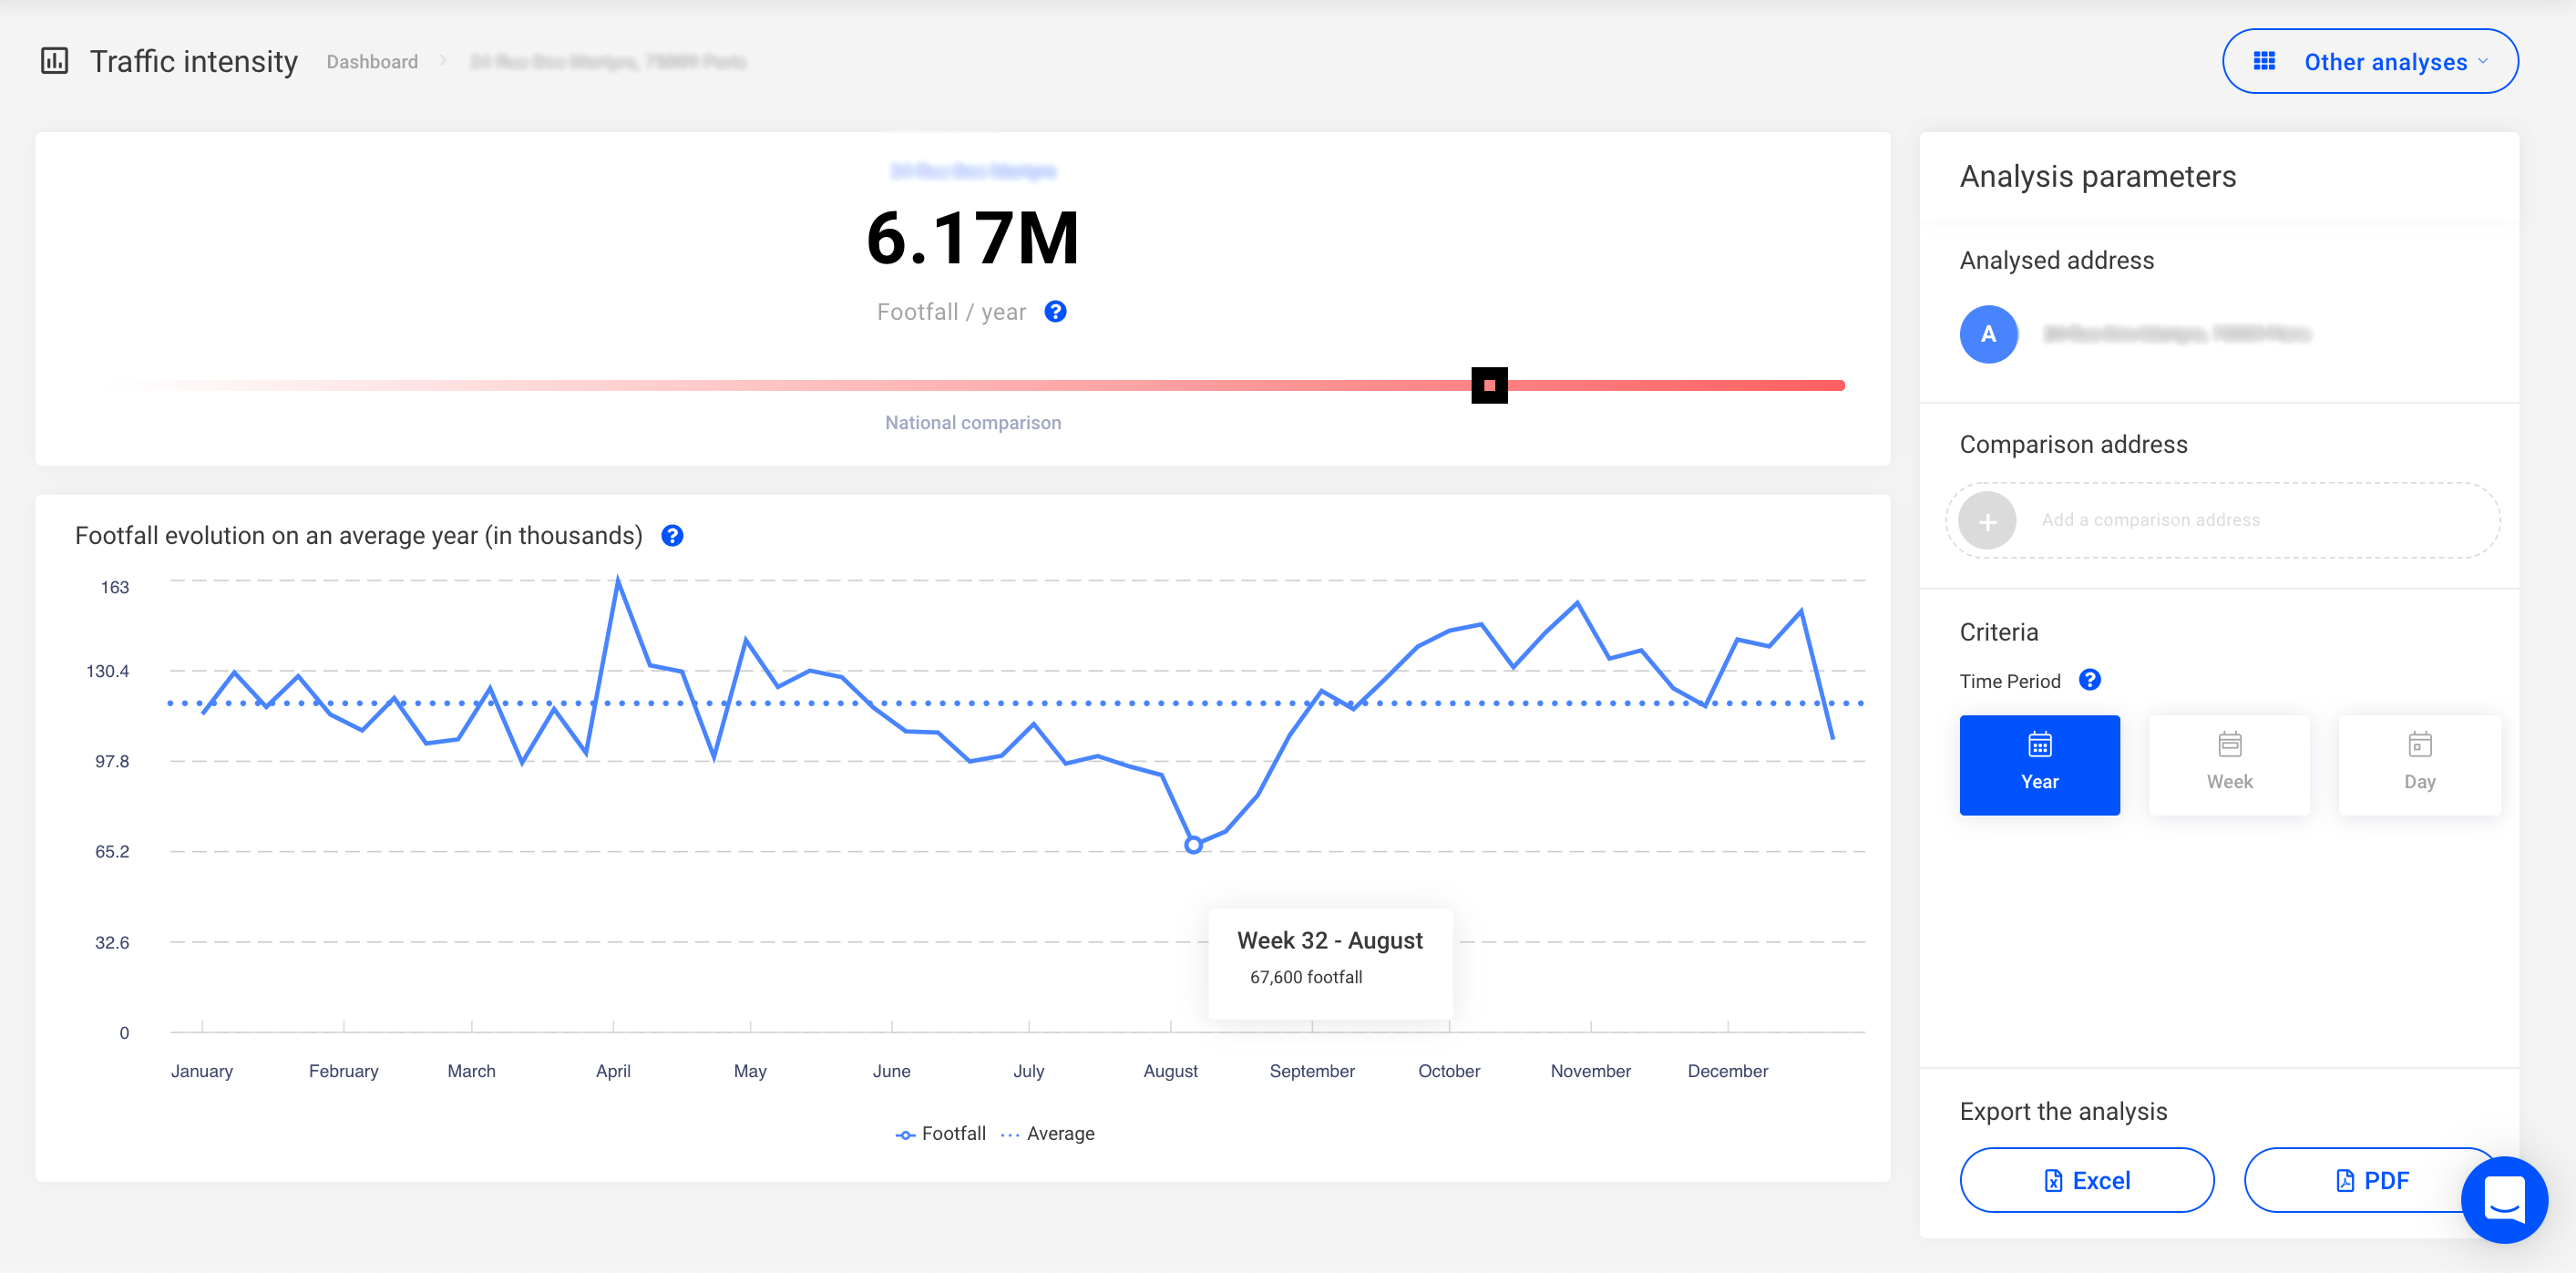 Traffic intensity
Dashboard
Other analyses
6.17M
Footfall / year
National comparison
Footfall evolution on an average year (in thousands)
163
130.4
97.8
65.2
32.6
0
Week 32 - August
67,600 footfall
January February March April May June July August September October November December
Footfall Average
Analysis parameters
Analysed address
A
Comparison address
Add a comparison address
Criteria
Time Period
Year Week Day
Export the analysis
Excel PDF